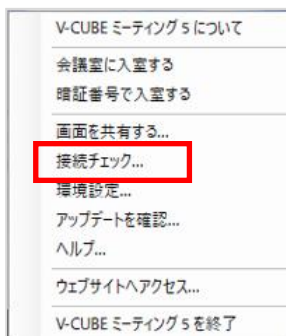 V-CUBE ミーティング 5 について
会議室に入室する
暗証番号で入室する
画面を共有する...
接続チェック...
環境設定...
アップデートを確認...
ヘルプ...
ウェブサイトへアクセス...
V-CUBE ミーティング 5 を終了